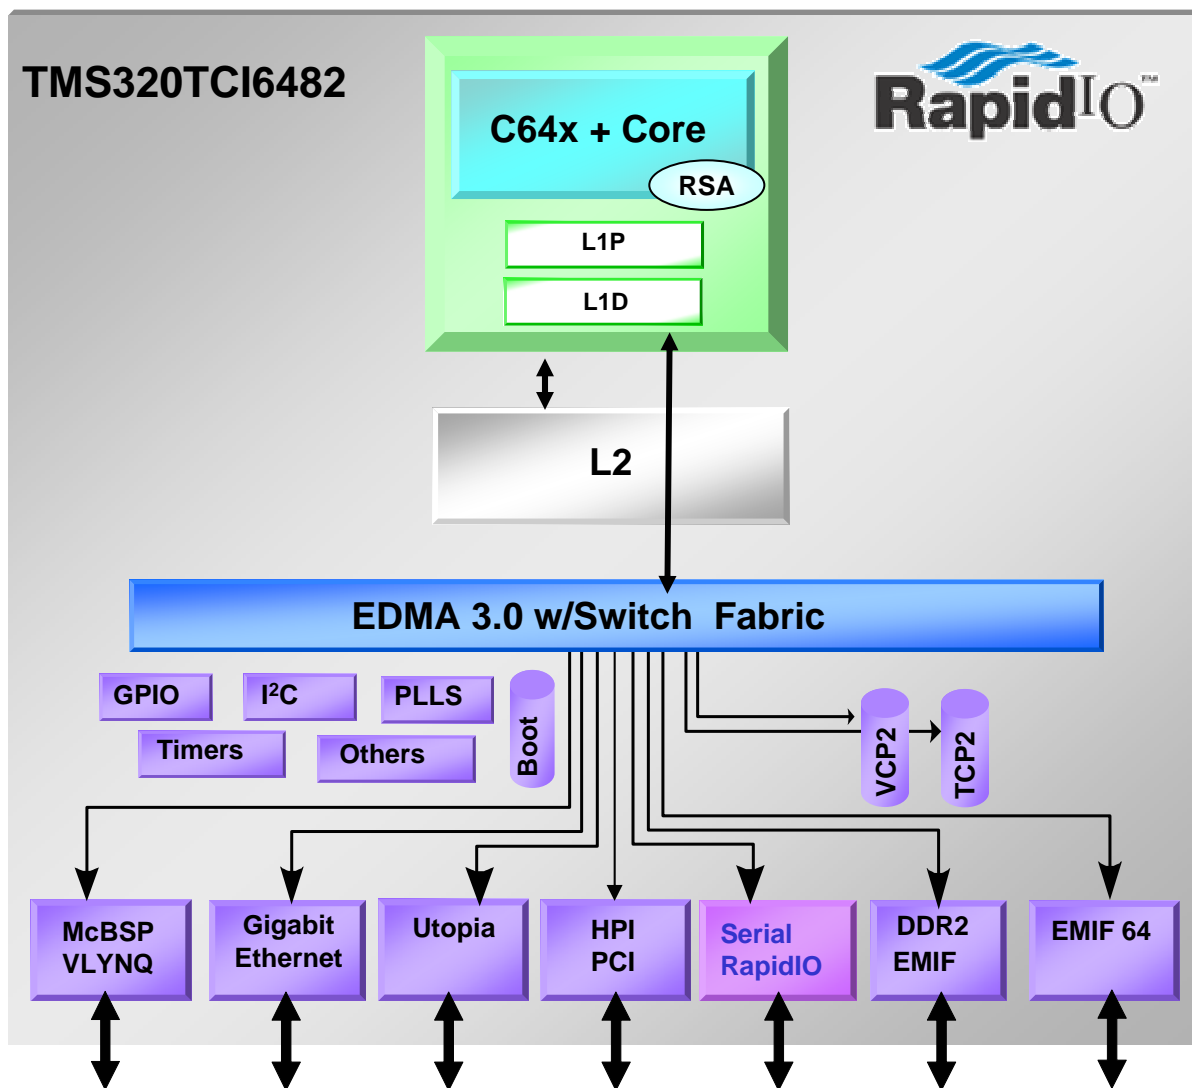 TMS320TCI6482
RapidIO™
C64x + Core
RSA
L1P
L1D
L2
EDMA 3.0 w/Switch Fabric
GPIO
I²C
PLLS
Boot
Timers
Others
VCP2
TCP2
McBSP
VLYNQ
Gigabit
Ethernet
Utopia
HPI
PCI
Serial
RapidIO
DDR2
EMIF
EMIF 64